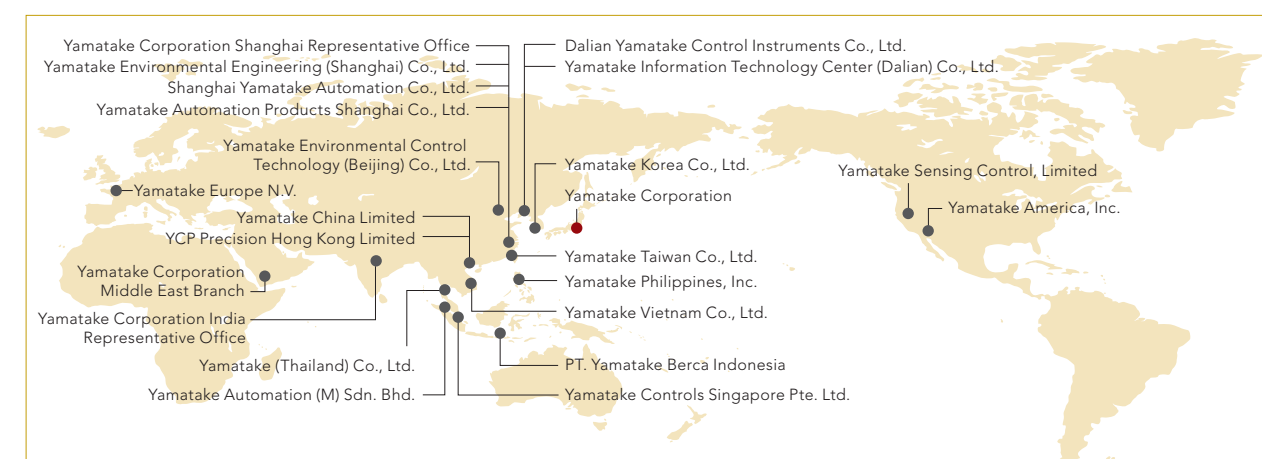 Yamatake Corporation Shanghai Representative Office
Yamatake Environmental Engineering (Shanghai) Co., Ltd.
Shanghai Yamatake Automation Co., Ltd.
Yamatake Automation Products Shanghai Co., Ltd.
Yamatake Environmental Control
Technology (Beijing) Co., Ltd.
Yamatake Europe N.V.
Yamatake China Limited
YCP Precision Hong Kong Limited
Yamatake Corporation
Middle East Branch
Yamatake Corporation India
Representative Office
Yamatake (Thailand) Co., Ltd.
Yamatake Automation (M) Sdn. Bhd.
Dalian Yamatake Control Instruments Co., Ltd.
Yamatake Information Technology Center (Dalian) Co., Ltd.
Yamatake Korea Co., Ltd.
Yamatake Corporation
Yamatake Taiwan Co., Ltd.
Yamatake Philippines, Inc.
Yamatake Vietnam Co., Ltd.
PT. Yamatake Berca Indonesia
Yamatake Controls Singapore Pte. Ltd.
Yamatake Sensing Control, Limited
Yamatake America, Inc.